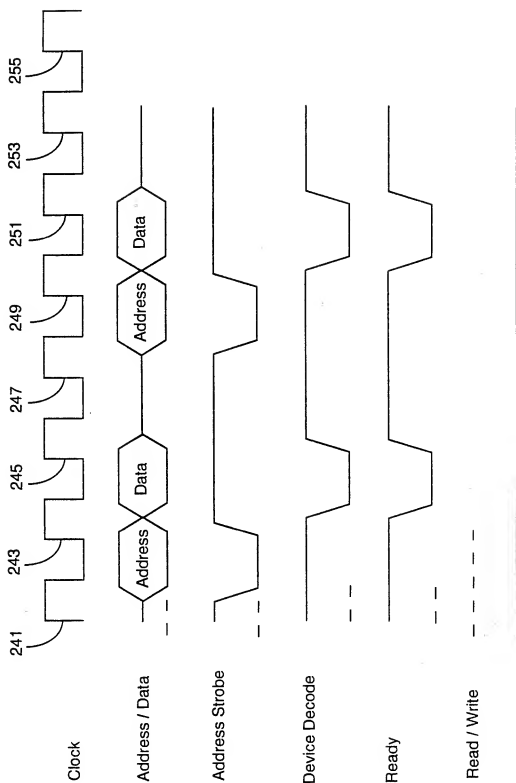 241 243 245 247 249 251 253 255
Clock
Address / Data
Address Data Address Data
Address Strobe
Device Decode
Ready
Read / Write